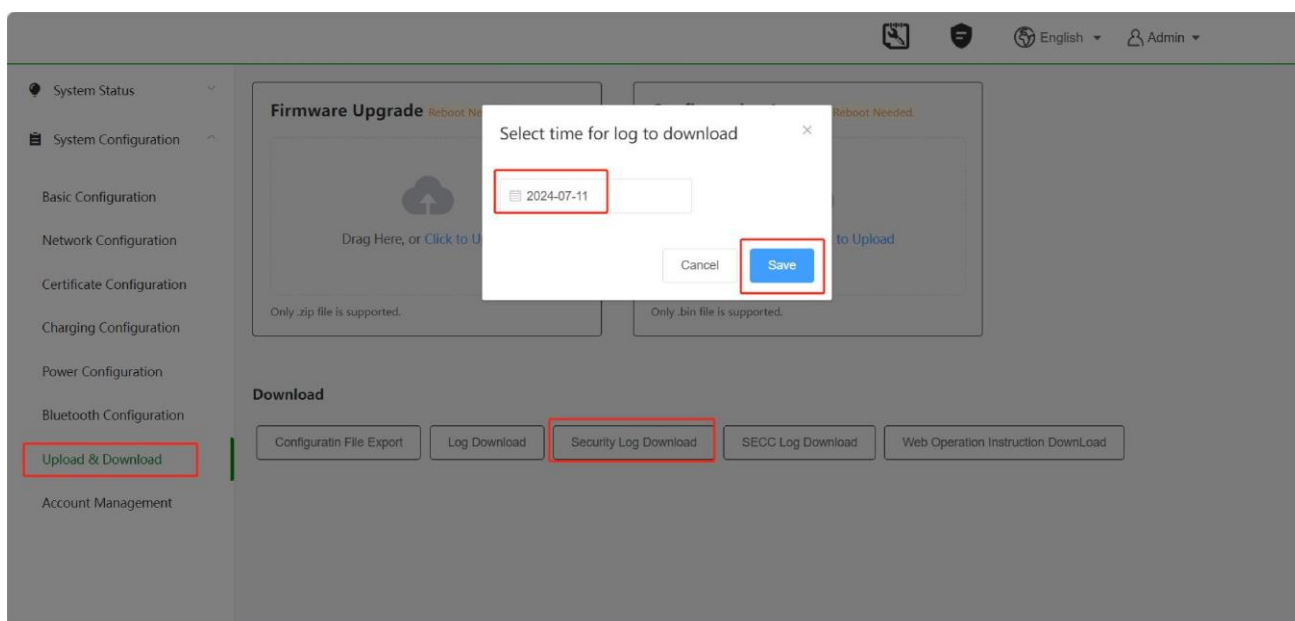 English
Admin
System Status
System Configuration
Basic Configuration
Network Configuration
Certificate Configuration
Charging Configuration
Power Configuration
Bluetooth Configuration
Upload & Download
Account Management
Firmware Upgrade Reboot Ne
Drag Here, or Click to U
Only .zip file is supported.
Reboot Needed.
to Upload
Only .bin file is supported.
Select time for log to download
2024-07-11
Cancel
Save
Download
Configuratin File Export
Log Download
Security Log Download
SECC Log Download
Web Operation Instruction DownLoad